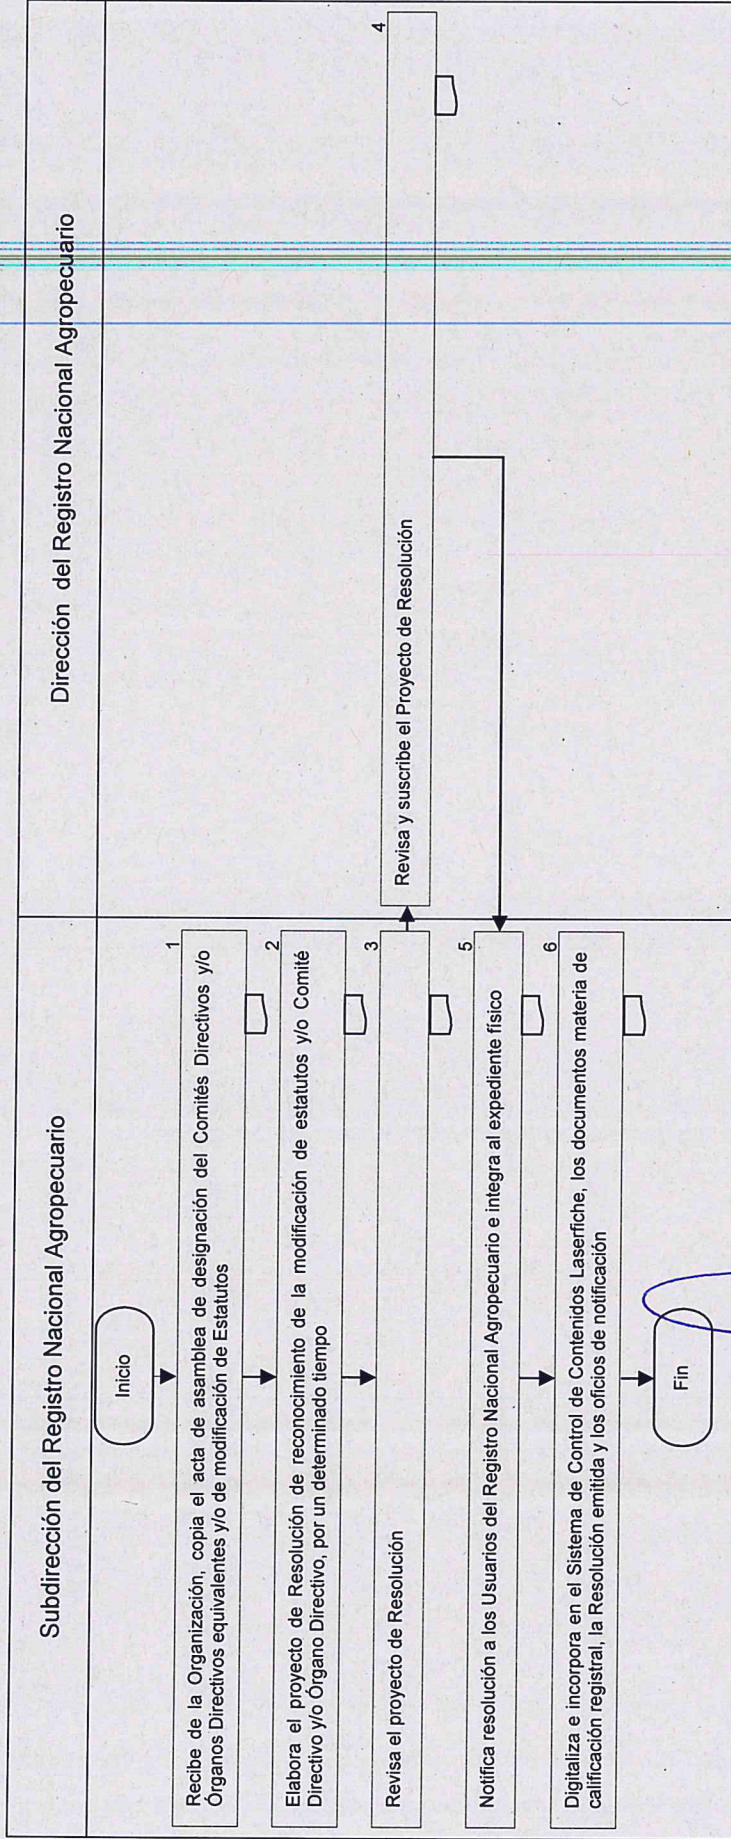 Subdirección del Registro Nacional Agropecuario
Dirección del Registro Nacional Agropecuario
Inicio
1
Recibe de la Organización, copia el acta de asamblea de designación del Comités Directivos y/o
Órganos Directivos equivalentes y/o de modificación de Estatutos
2
Elabora el proyecto de Resolución de reconocimiento de la modificación de estatutos y/o Comité
Directivo y/o Órgano Directivo, por un determinado tiempo
3
Revisa el proyecto de Resolución
4
Revisa y suscribe el Proyecto de Resolución
5
Notifica resolución a los Usuarios del Registro Nacional Agropecuario e integra al expediente físico
6
Digitaliza e incorpora en el Sistema de Control de Contenidos Laserfiche, los documentos materia de
calificación registral, la Resolución emitida y los oficios de notificación
Fin